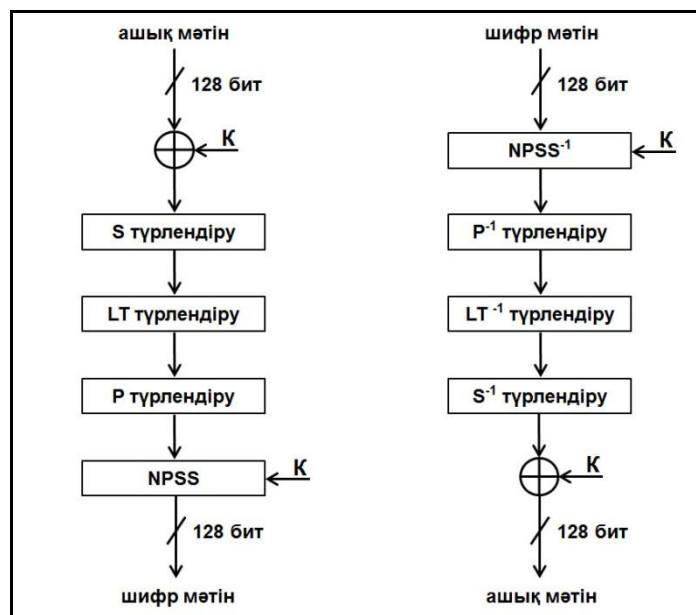 ашық мәтін
128 бит
К
S түрлендіру
LT түрлендіру
P түрлендіру
NPSS
К
128 бит
шифр мәтін
шифр мәтін
128 бит
NPSS⁻¹
К
P⁻¹ түрлендіру
LT ⁻¹ түрлендіру
S⁻¹ түрлендіру
К
128 бит
ашық мәтін